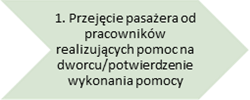 1. Przejęcie pasażera od
pracowników
realizujących pomoc na
dworcu/potwierdzenie
wykonania pomocy